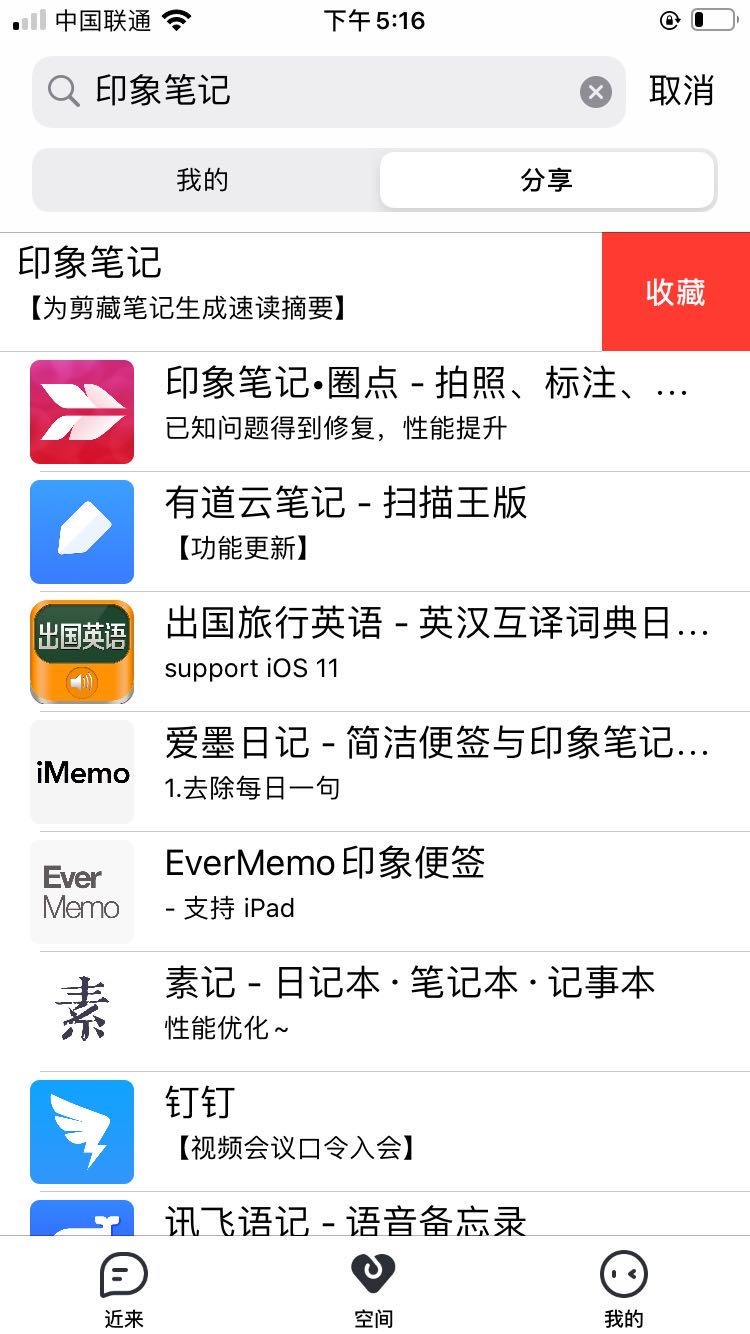 中国联通
下午5:16
印象笔记
取消
我的
分享
印象笔记
【为剪藏笔记生成速读摘要】
收藏
印象笔记•圈点 - 拍照、标注、...
已知问题得到修复，性能提升
有道云笔记 - 扫描王版
【功能更新】
出国英语
出国旅行英语 - 英汉互译词典日...
support iOS 11
iMemo
爱墨日记 - 简洁便签与印象笔记...
1.去除每日一句
Ever
Memo
EverMemo印象便签
- 支持 iPad
素
素记 - 日记本 · 笔记本 · 记事本
性能优化～
钉钉
【视频会议口令入会】
讯飞语记 - 语音备忘录
近来
空间
我的